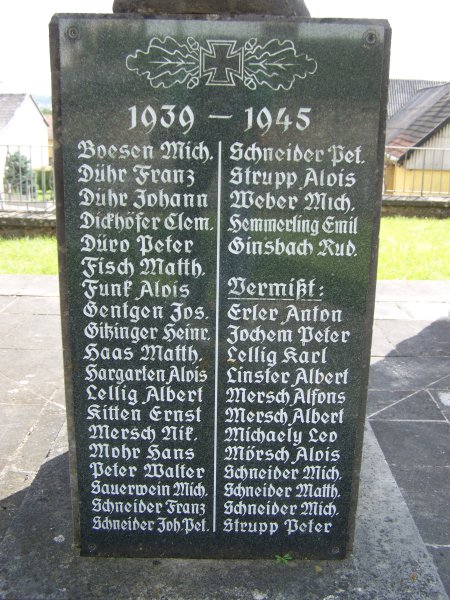 1939 – 1945
Boesen Mich.
Dühr Franz
Dühr Johann
Dickhöfer Clem.
Düro Peter
Fisch Matth.
Funk Alois
Gentgen Jos.
Gitzinger Heinr.
Haas Matth.
Hargarten Alois
Lellig Albert
Kitten Ernst
Mersch Nik.
Mohr Hans
Peter Walter
Sauerwein Mich.
Schneider Franz
Schneider Joh Pet.
Schneider Pet.
Strupp Alois
Weber Mich.
Hemmerling Emil
Ginsbach Rud.
Vermißt:
Erler Anton
Jochem Peter
Lellig Karl
Linster Albert
Mersch Alfons
Mersch Albert
Michaely Leo
Mörsch Alois
Schneider Mich.
Schneider Matth.
Schneider Mich.
Strupp Peter